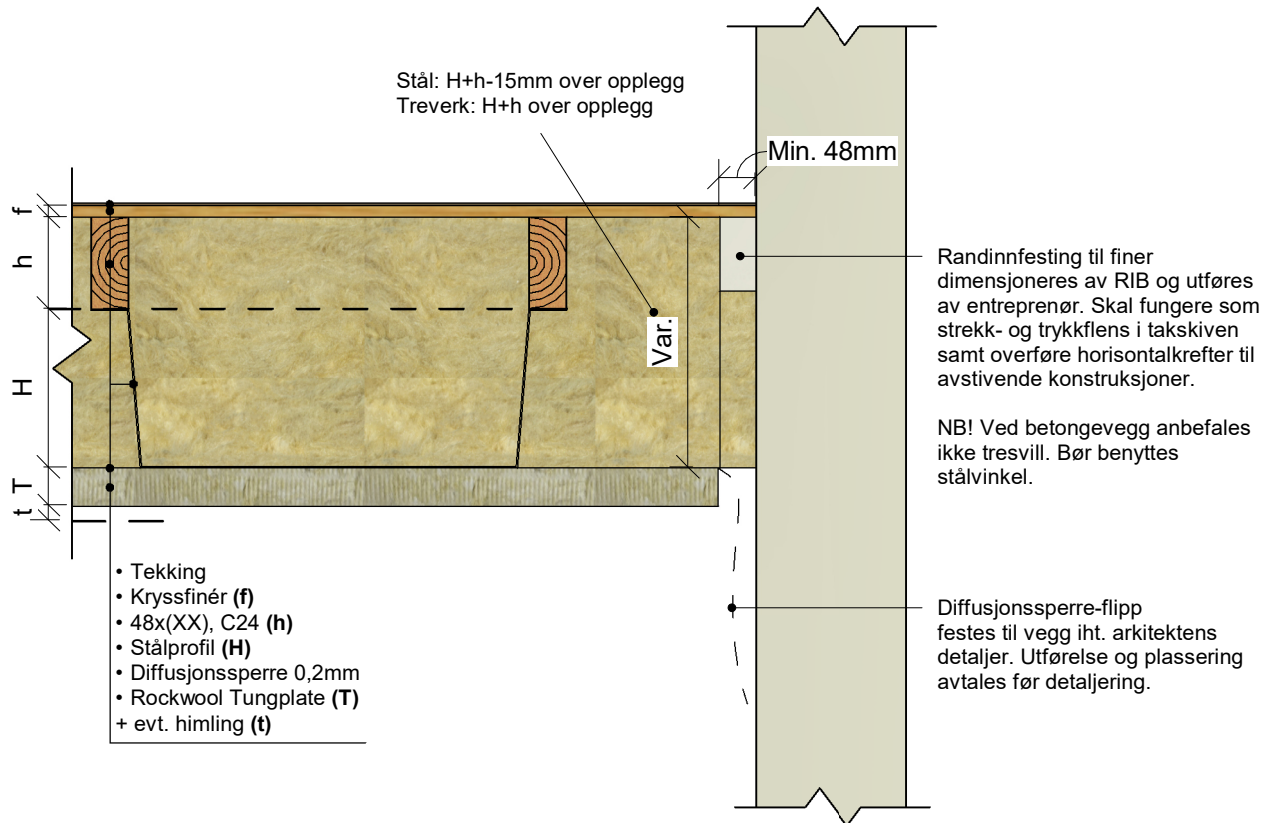 Stål: H+h-15mm over opplegg
Treverk: H+h over opplegg
Min. 48mm
f
h
H
T
t
Var.
Randinnfesting til finer
dimensjoneres av RIB og utføres
av entreprenør. Skal fungere som
strekk- og trykkflens i takskiven
samt overføre horisontalkrefter til
avstivende konstruksjoner.
NB! Ved betongevegg anbefales
ikke tresvill. Bør benyttes
stålvinkel.
• Tekking
• Kryssfinér (f)
• 48x(XX), C24 (h)
• Stålprofil (H)
• Diffusjonssperre 0,2mm
• Rockwool Tungplate (T)
+ evt. himling (t)
Diffusjonssperre-flipp
festes til vegg iht. arkitektens
detaljer. Utførelse og plassering
avtales før detaljering.